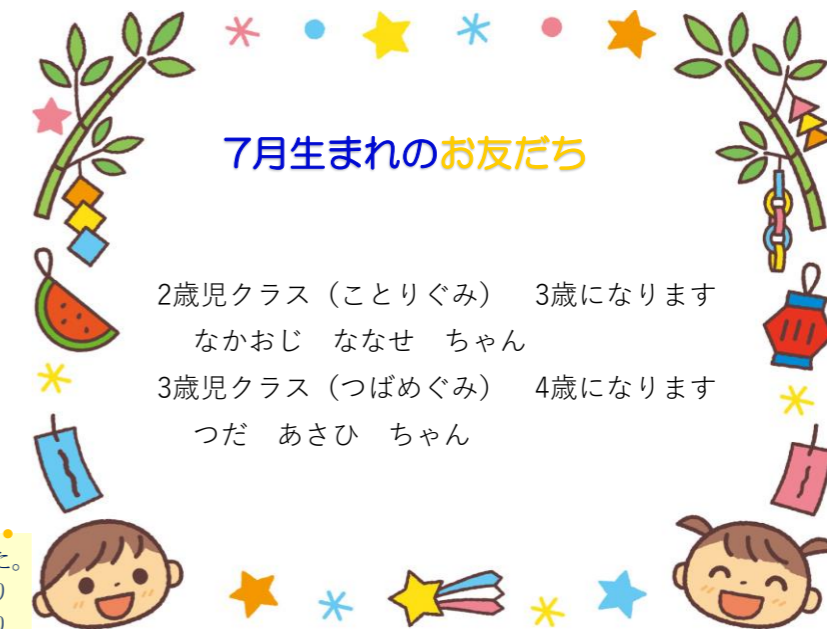 7月生まれのお友だち
2歳児クラス（ことりぐみ）　3歳になります
なかおじ　ななせ　ちゃん
3歳児クラス（つばめぐみ）　4歳になります
つだ　あさひ　ちゃん
た。